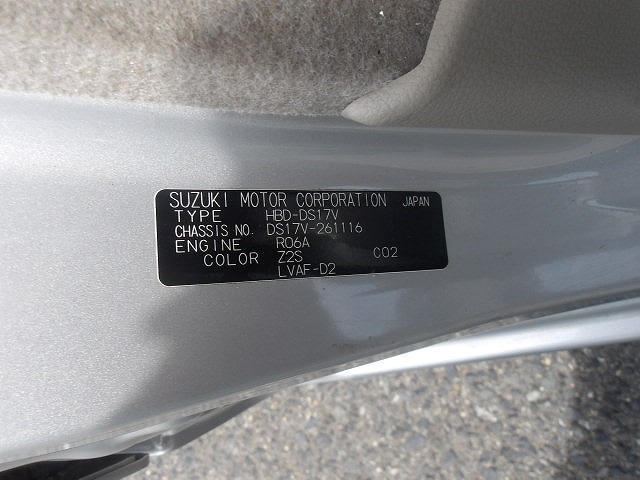 SUZUKI MOTOR CORPORATION JAPAN
TYPE HBD-DS17V
CHASSIS NO. DS17V-261116
ENGINE R06A
COLOR Z2S C02
LVAF-D2